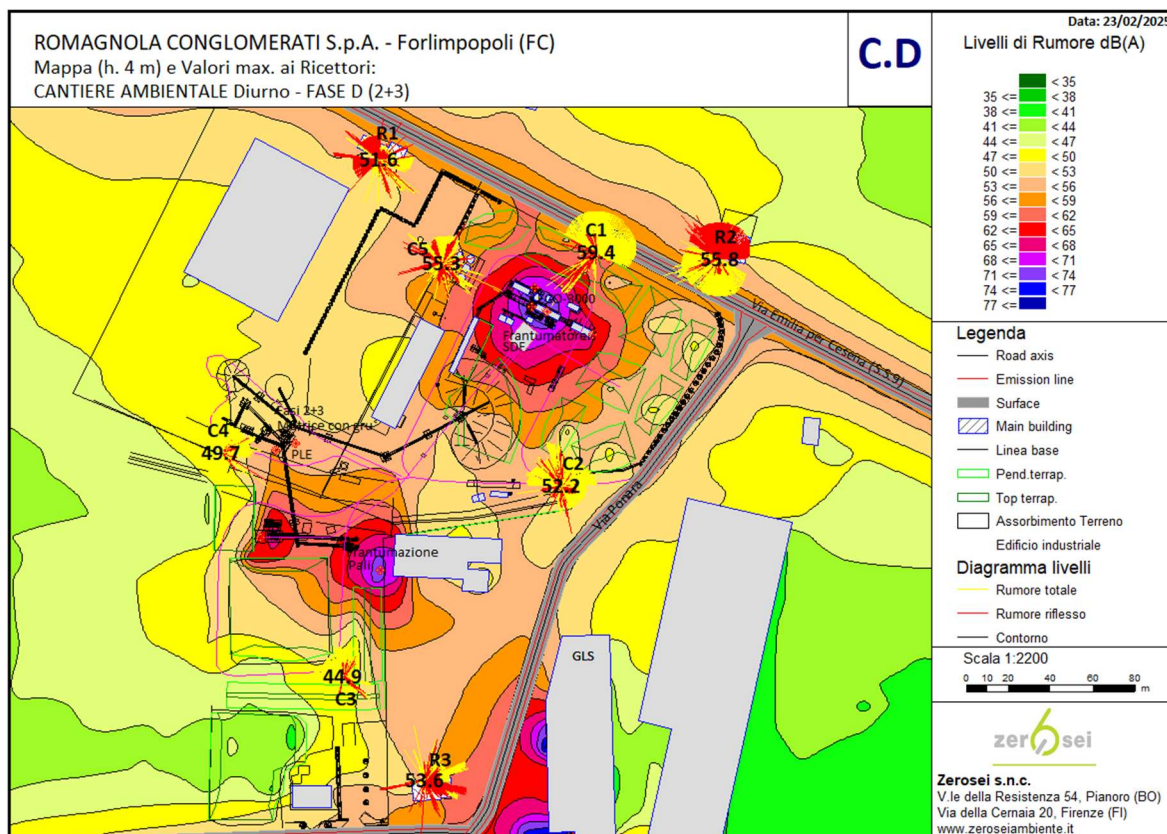 ROMAGNOLA CONGLOMERATI S.p.A. - Forlimpopoli (FC)
Mappa (h. 4 m) e Valori max. ai Ricettori:
CANTIERE AMBIENTALE Diurno - FASE D (2+3)
C.D
Data: 23/02/2025
Livelli di Rumore dB(A)
< 35
35 <= < 38
38 <= < 41
41 <= < 44
44 <= < 47
47 <= < 50
50 <= < 53
53 <= < 56
56 <= < 59
59 <= < 62
62 <= < 65
65 <= < 68
68 <= < 71
71 <= < 74
74 <= < 77
77 <=
Legenda
Road axis
Emission line
Surface
Main building
Linea base
Pend.terrap.
Top terrap.
Assorbimento Terreno
Edificio industriale
Diagramma livelli
Rumore totale
Rumore riflesso
Contorno
Scala 1:2200
0 10 20 40 60 80
m
zer6sei
Zerosei s.n.c.
V.le della Resistenza 54, Pianoro (BO)
Via della Cernaia 20, Firenze (FI)
www.zeroseiambiente.it
R1
51.6
C5
55.3
C1
59.4
R2
55.8
Via Emilia per Cesena (S.S.9)
Frantumatore
Fasi 2+3
con gru
PLE
C4
49.7
C2
52.2
Frantumazione
Pali
44.9
C3
GLS
R3
53.6